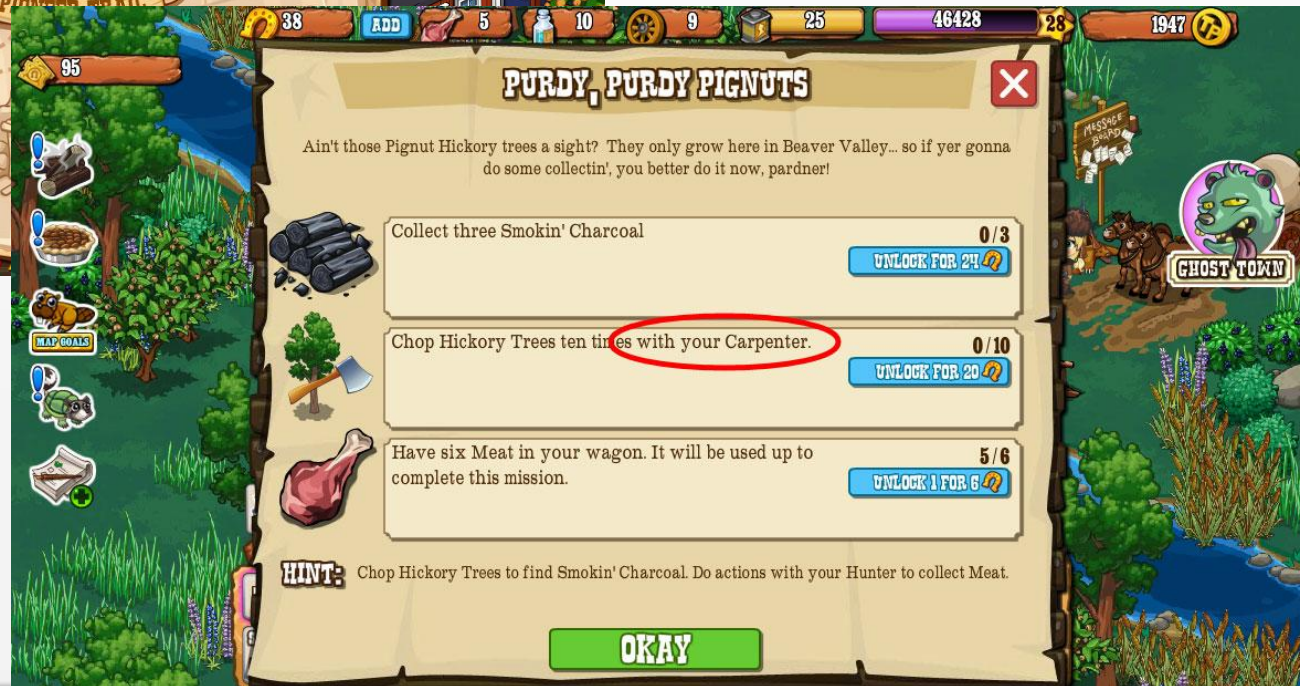 38 ADD 5 10 9 25 46428 28 1947
95
PURDY, PURDY PIGNUTS
Ain't those Pignut Hickory trees a sight? They only grow here in Beaver Valley... so if yer gonna
do some collectin', you better do it now, pardner!
Collect three Smokin' Charcoal
0/3
UNLOCK FOR 24
Chop Hickory Trees ten times with your Carpenter.
0/10
UNLOCK FOR 20
Have six Meat in your wagon. It will be used up to
complete this mission.
5/6
UNLOCK 1 FOR 6
HINT: Chop Hickory Trees to find Smokin' Charcoal. Do actions with your Hunter to collect Meat.
OKAY
MAP GOALS
MESSAGE
BOARD
GHOST TOWN